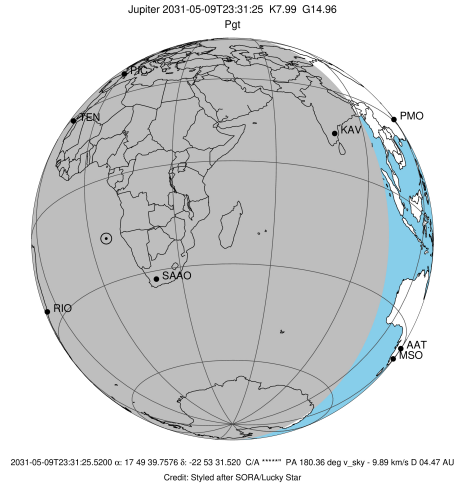 Jupiter 2031-05-09T23:31:25 K7.99 G14.96
Pgt
PIC
TEN
PMO
KAV
SAAO
RIO
AAT
MSO
2031-05-09T23:31:25.5200 α: 17 49 39.7576 δ: -22 53 31.520 C/A *****" PA 180.36 deg v_sky - 9.89 km/s D 04.47 AU
Credit: Styled after SORA/Lucky Star